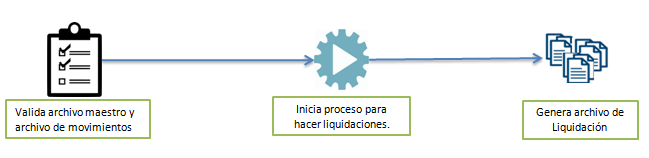 Valida archivo maestro y
archivo de movimientos
Inicia proceso para
hacer liquidaciones.
Genera archivo de
Liquidación